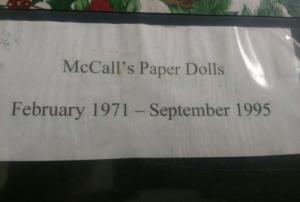 McCall's Paper Dolls
February 1971 – September 1995